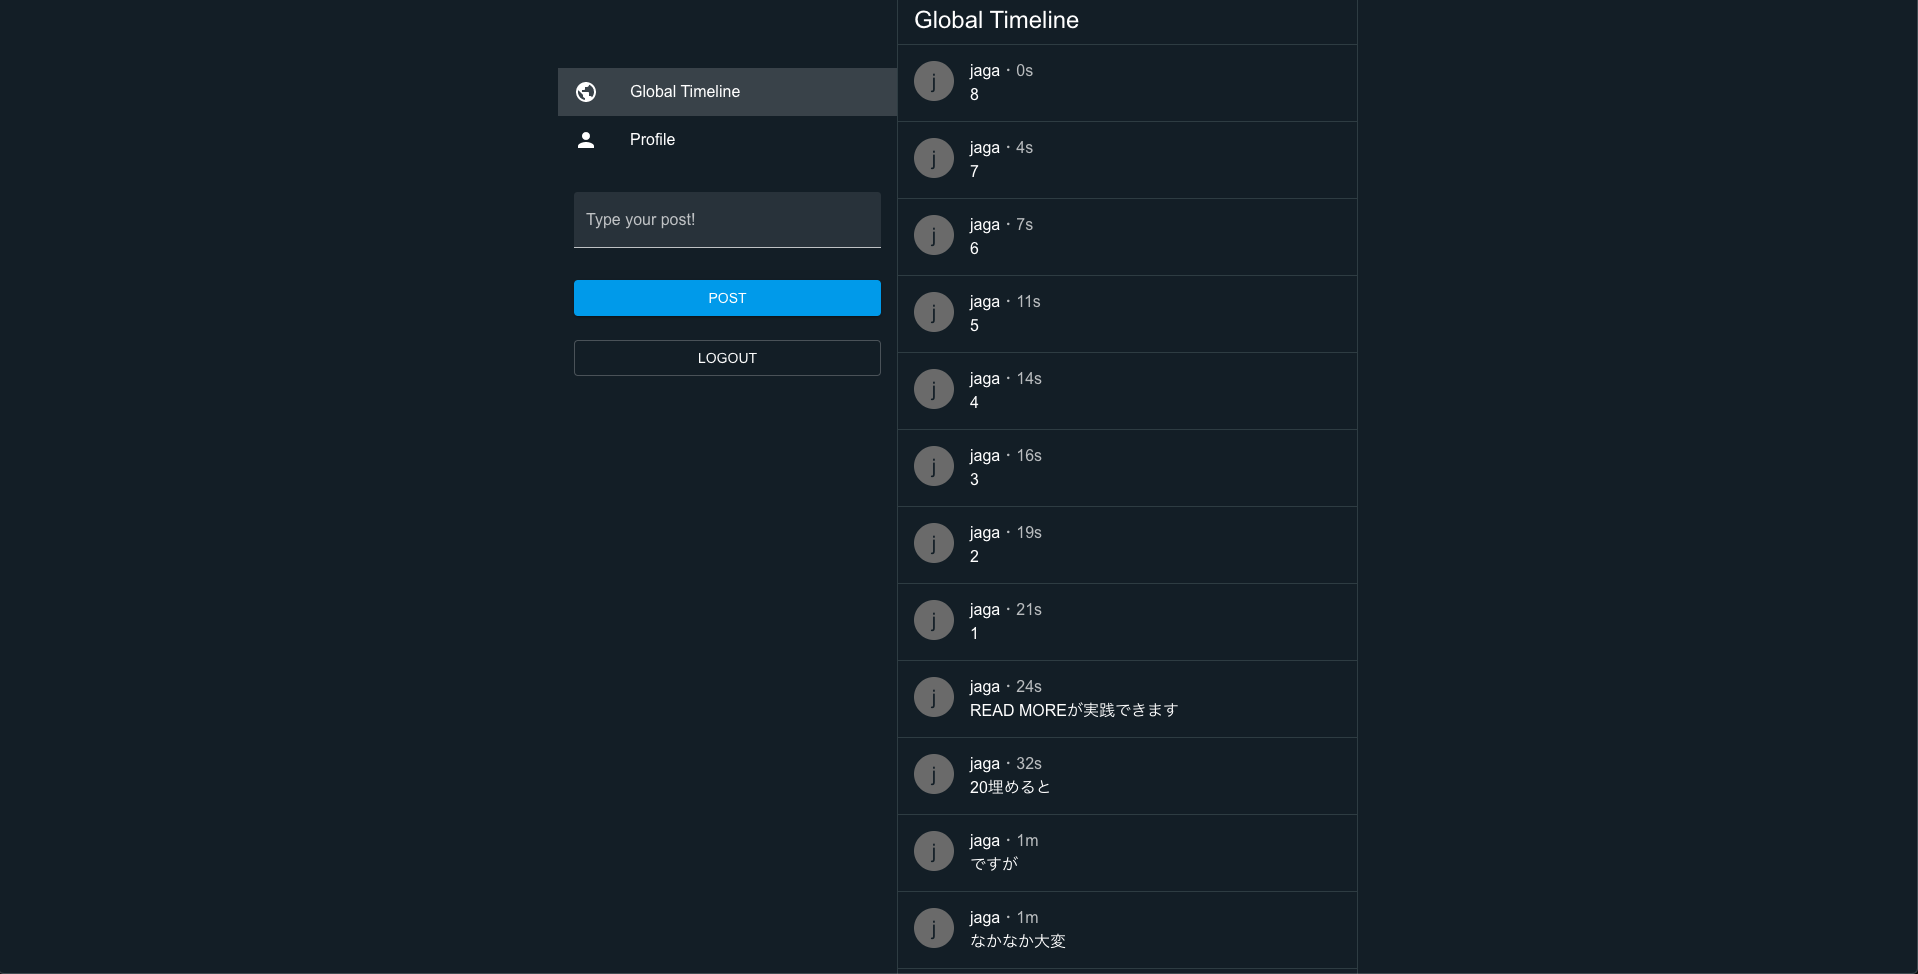 Global Timeline
Profile
Type your post!
POST
LOGOUT
Global Timeline
j
jaga・0s
8
j
jaga・4s
7
j
jaga・7s
6
j
jaga・11s
5
j
jaga・14s
4
j
jaga・16s
3
j
jaga・19s
2
j
jaga・21s
1
j
jaga・24s
READ MOREが実践できます
j
jaga・32s
20埋めると
j
jaga・1m
ですが
j
jaga・1m
なかなか大変